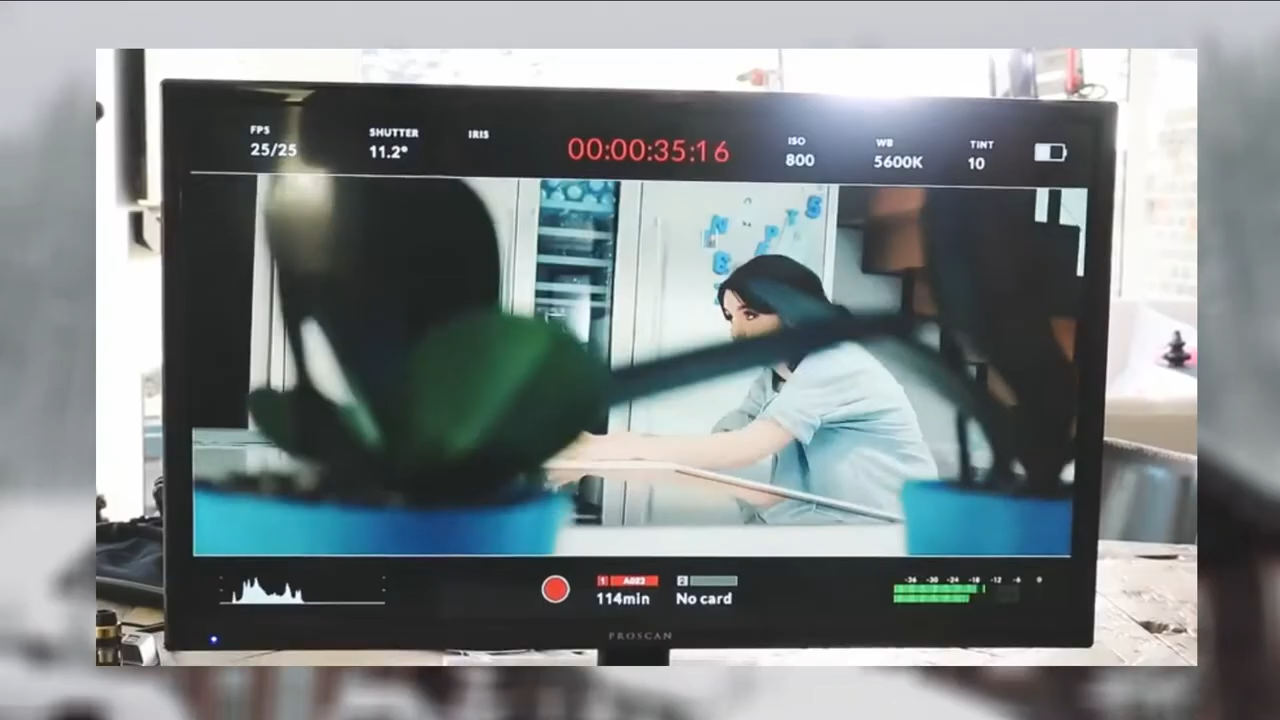 FPS
25/25
SHUTTER
11.2°
IRIS
00:00:35:16
ISO
800
WB
5600K
TINT
10
N
Y
S
P
&
1
A023
114min
2
No card
-36 -30 -24 -18 -12 -6 0
PROSCAN